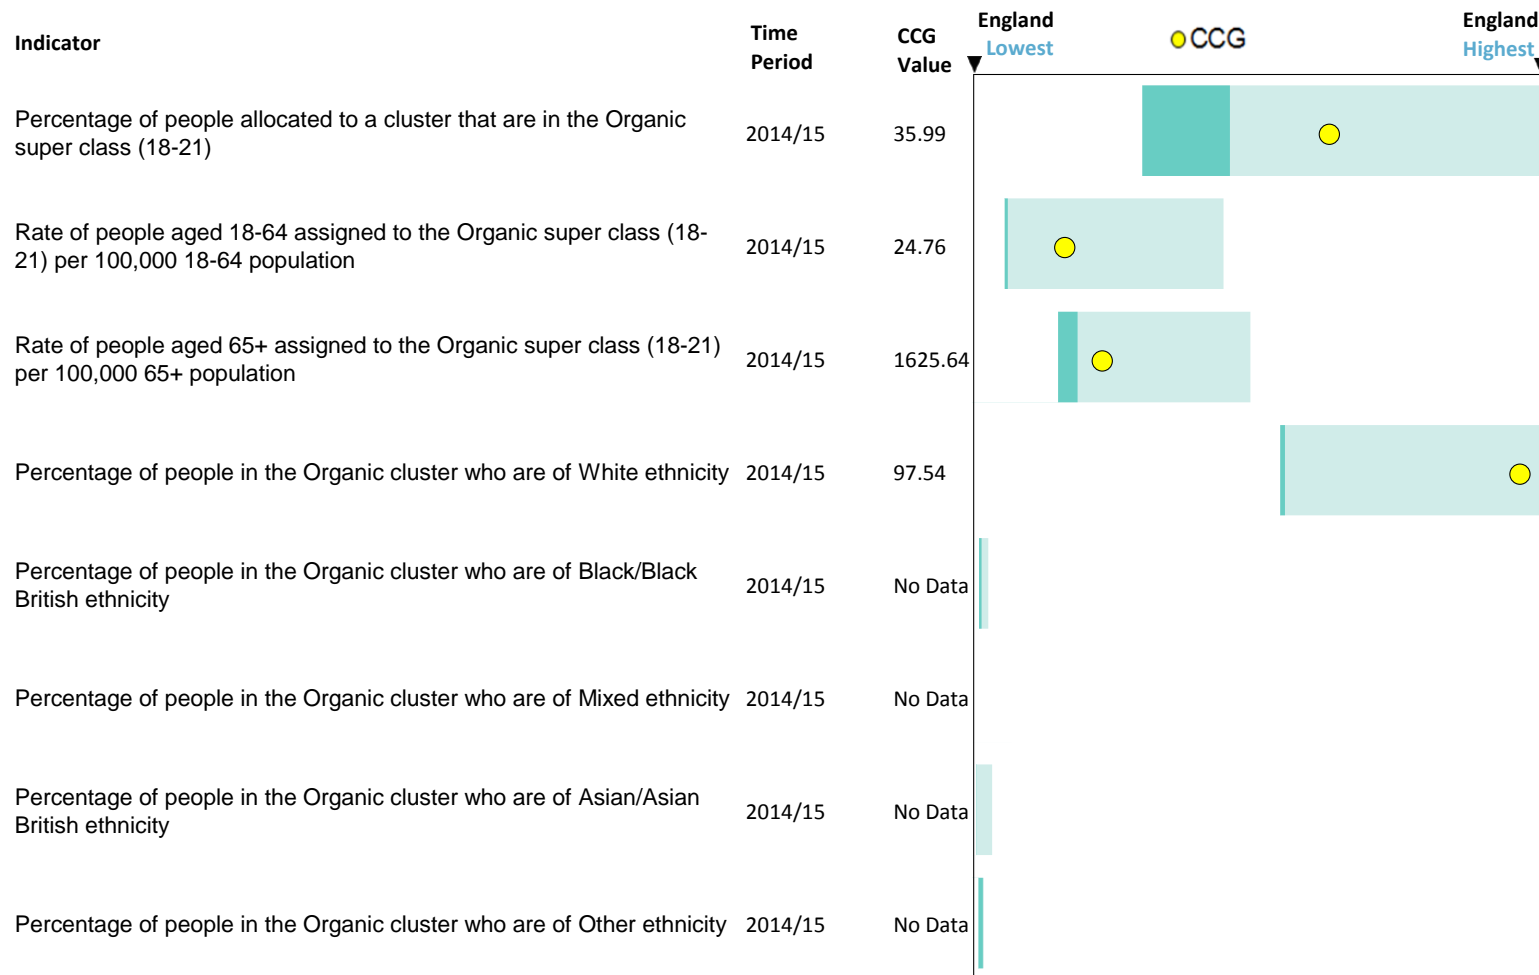 Indicator
Time
Period
CCG
Value
England
Lowest
CCG
England
Highest
Percentage of people allocated to a cluster that are in the Organic
super class (18-21)
2014/15
35.99
Rate of people aged 18-64 assigned to the Organic super class (18-
21) per 100,000 18-64 population
2014/15
24.76
Rate of people aged 65+ assigned to the Organic super class (18-21)
per 100,000 65+ population
2014/15
1625.64
Percentage of people in the Organic cluster who are of White ethnicity
2014/15
97.54
Percentage of people in the Organic cluster who are of Black/Black
British ethnicity
2014/15
No Data
Percentage of people in the Organic cluster who are of Mixed ethnicity
2014/15
No Data
Percentage of people in the Organic cluster who are of Asian/Asian
British ethnicity
2014/15
No Data
Percentage of people in the Organic cluster who are of Other ethnicity
2014/15
No Data